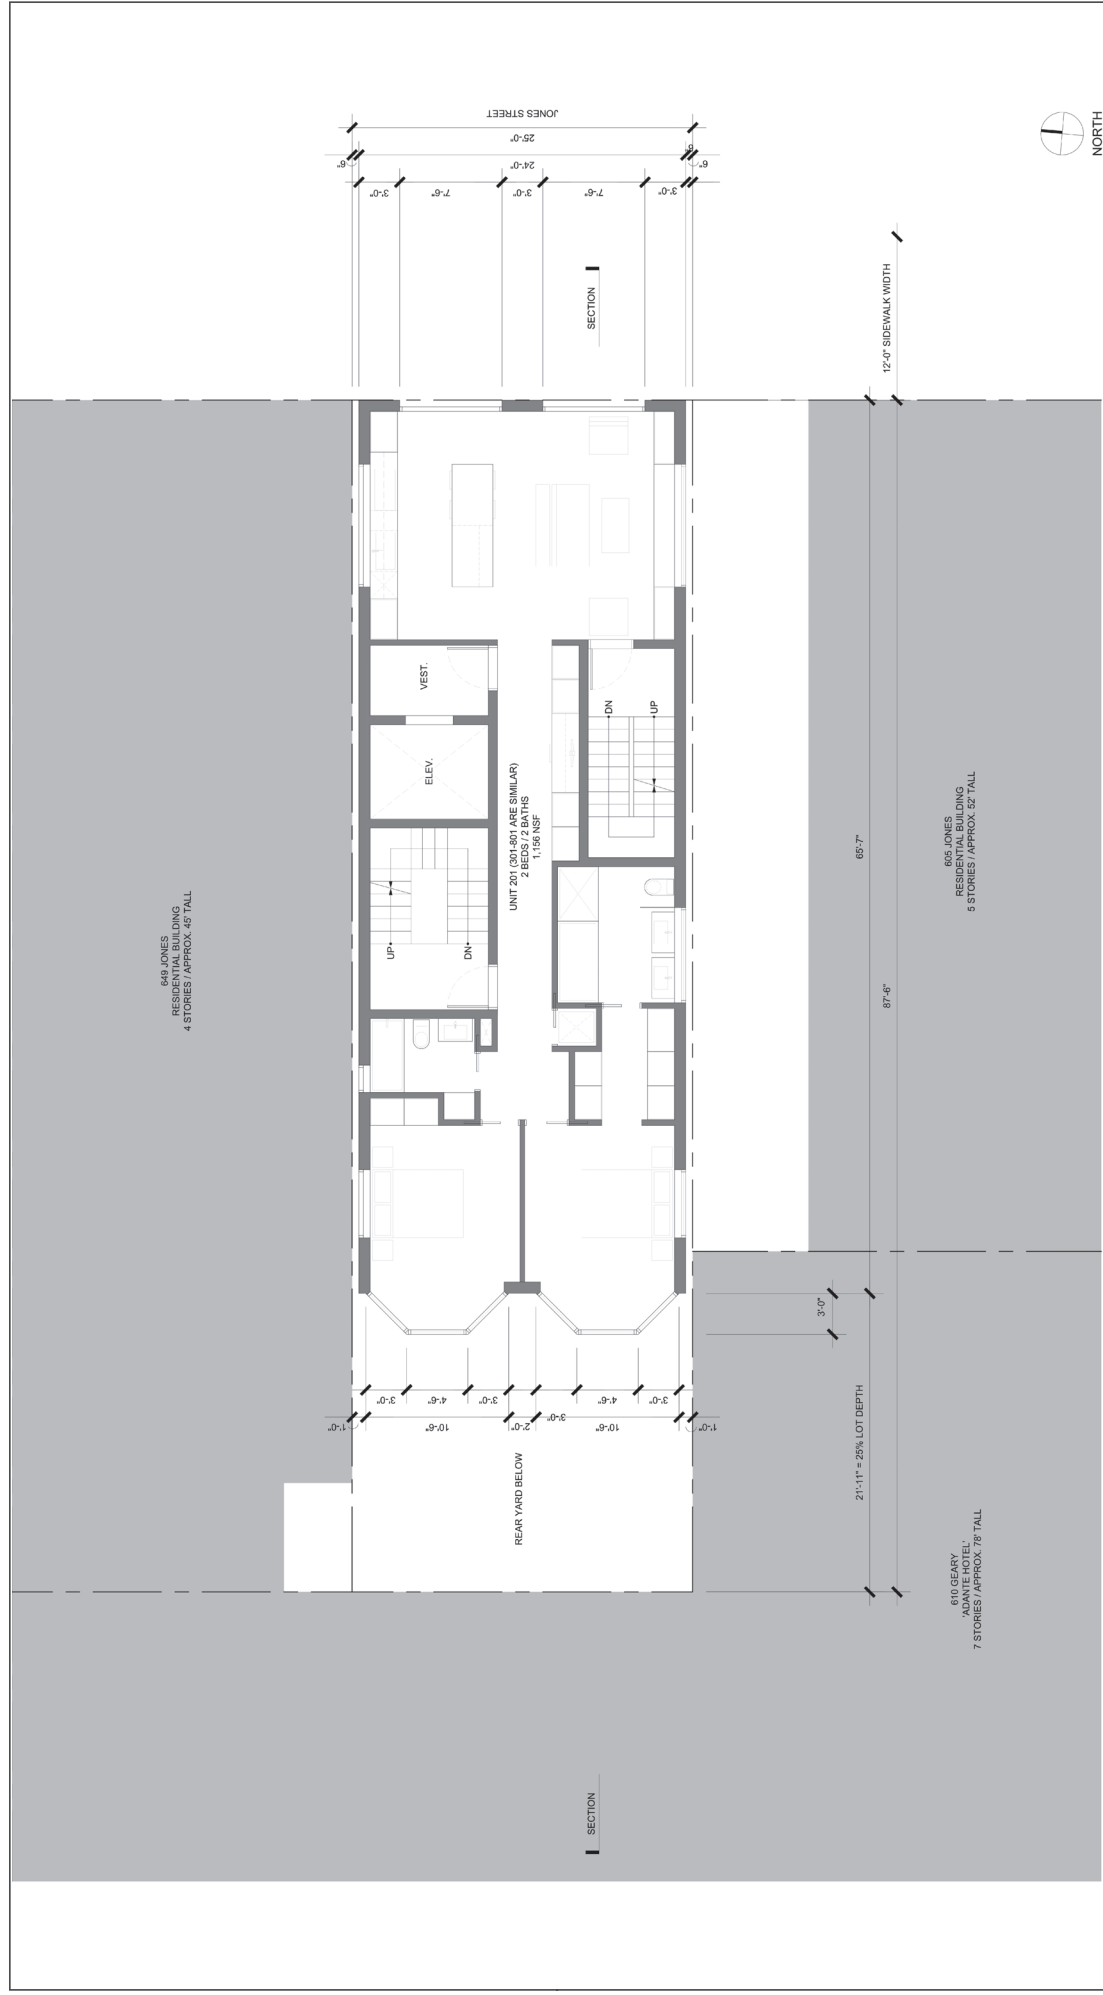 JONES STREET
25'-0"
6"
24'-0"
6"
6"
3'-0"
7'-6"
3'-0"
7'-6"
3'-0"
NORTH
SECTION
12'-0" SIDEWALK WIDTH
VEST.
ELEV.
DN
UP
UNIT 201 (301-801 ARE SIMILAR)
2 BEDS / 2 BATHS
1,156 NSF
UP
DN
649 JONES
RESIDENTIAL BUILDING
4 STORIES / APPROX. 45' TALL
605 JONES
RESIDENTIAL BUILDING
5 STORIES / APPROX. 52' TALL
65'-7"
87'-6"
3'-0"
3'-0"
4'-6"
3'-0"
3'-0"
4'-6"
3'-0"
1'-0"
10'-6"
2'-0"
10'-6"
1'-0"
REAR YARD BELOW
21'-11" = 25% LOT DEPTH
610 GEARY
'ADANTE HOTEL'
7 STORIES / APPROX. 78' TALL
SECTION